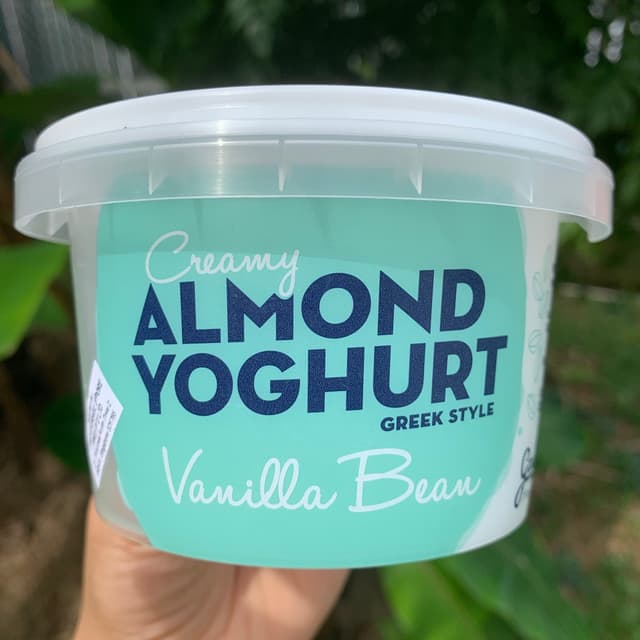 Creamy
ALMOND
YOGHURT
GREEK STYLE
Vanilla Bean